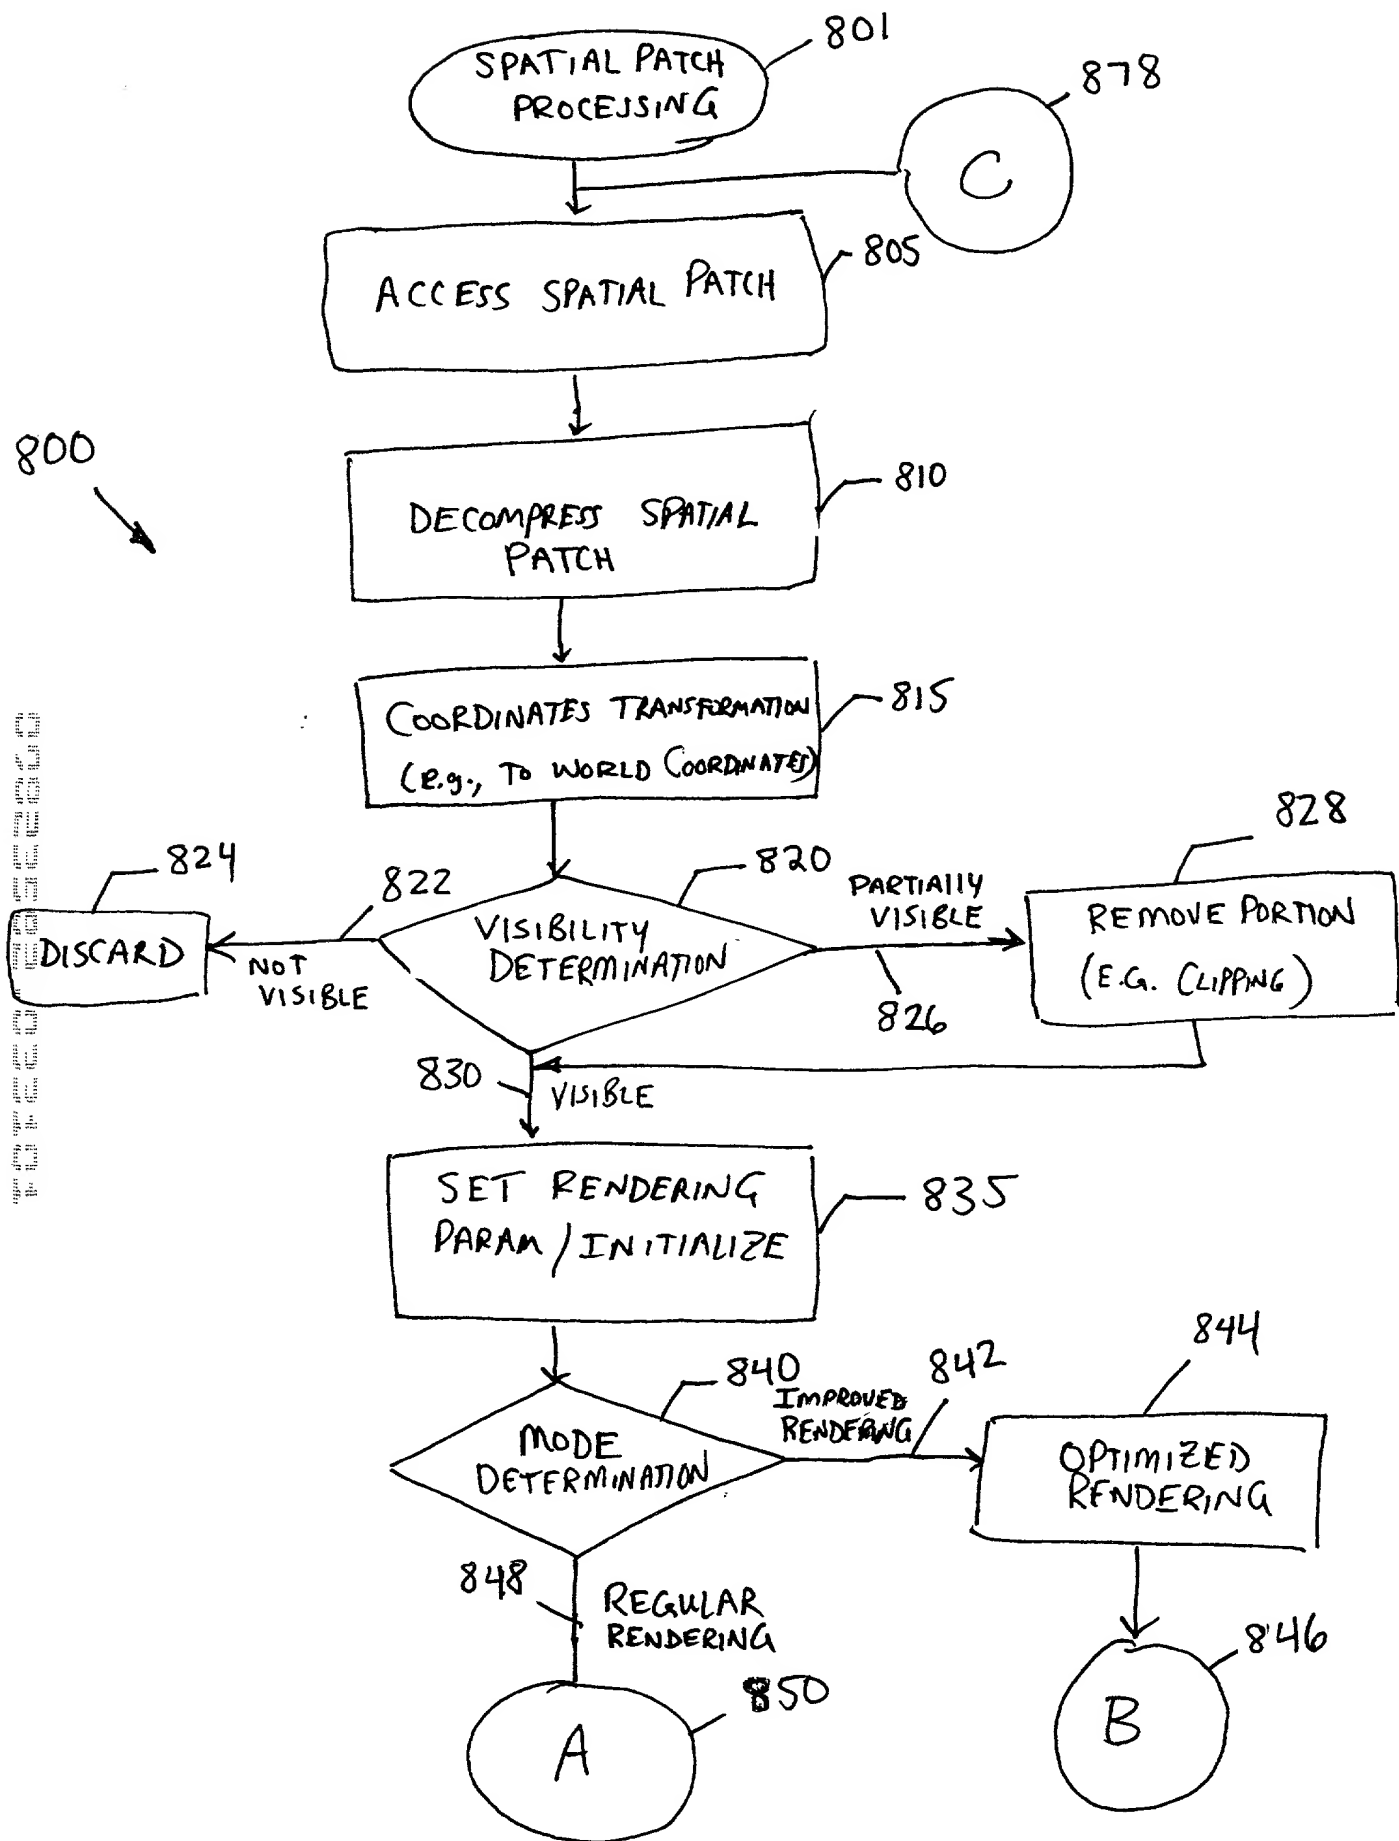 801
SPATIAL PATCH
PROCESSING
878
C
805
ACCESS SPATIAL PATCH
800
810
DECOMPRESS SPATIAL
PATCH
815
COORDINATES TRANSFORMATION
(e.g., TO WORLD COORDINATES)
828
824
822
820
PARTIALLY
VISIBLE
DISCARD
NOT
VISIBLE
VISIBILITY
DETERMINATION
826
REMOVE PORTION
(E.G. CLIPPING)
830
VISIBLE
SET RENDERING
PARAM/INITIALIZE
835
844
840
842
IMPROVED
RENDERING
MODE
DETERMINATION
OPTIMIZED
RENDERING
848
REGULAR
RENDERING
846
850
A
B